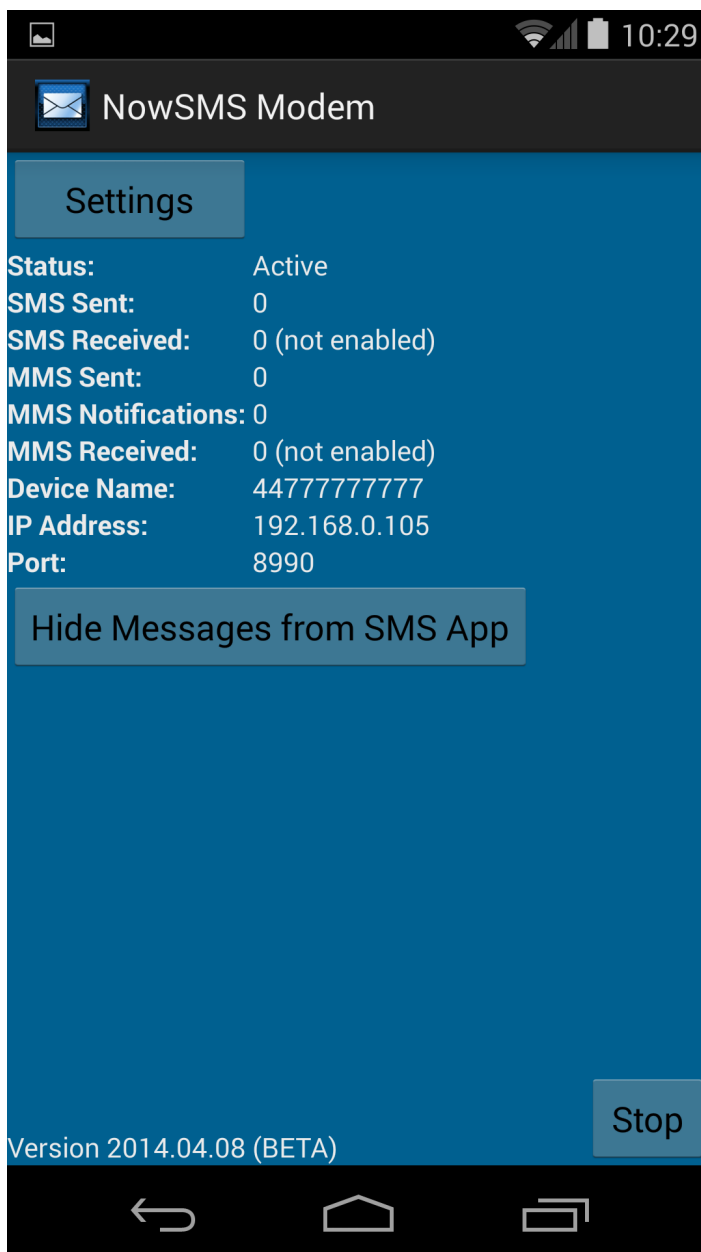 10:29
NowSMS Modem
Settings
Status: Active
SMS Sent: 0
SMS Received: 0 (not enabled)
MMS Sent: 0
MMS Notifications: 0
MMS Received: 0 (not enabled)
Device Name: 44777777777
IP Address: 192.168.0.105
Port: 8990
Hide Messages from SMS App
Stop
Version 2014.04.08 (BETA)